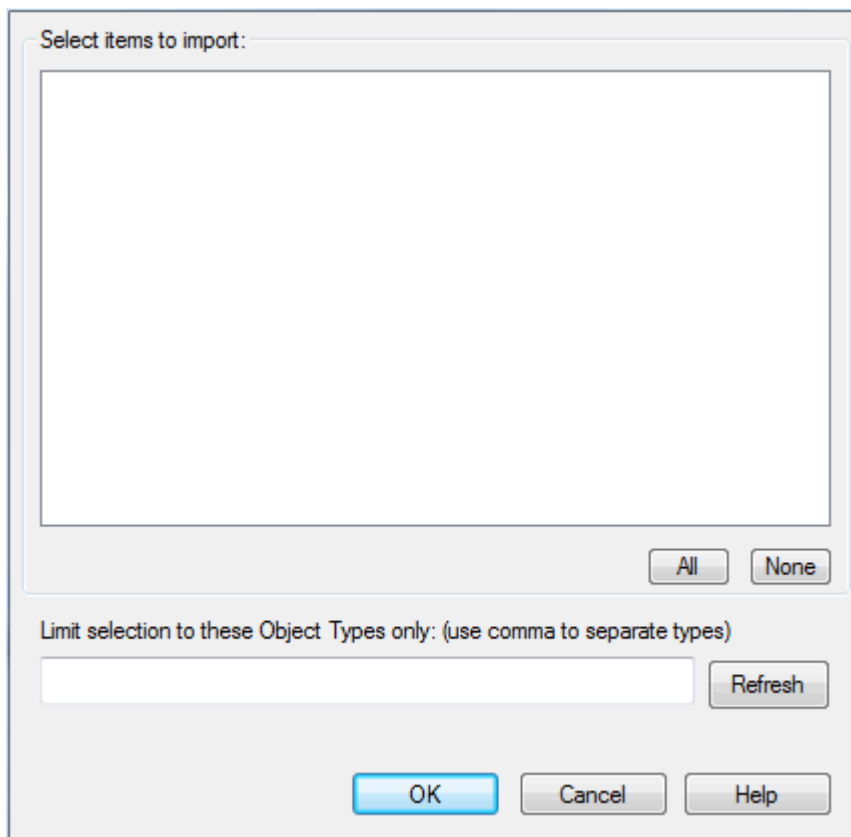 Select items to import:
All
None
Limit selection to these Object Types only: (use comma to separate types)
Refresh
OK
Cancel
Help